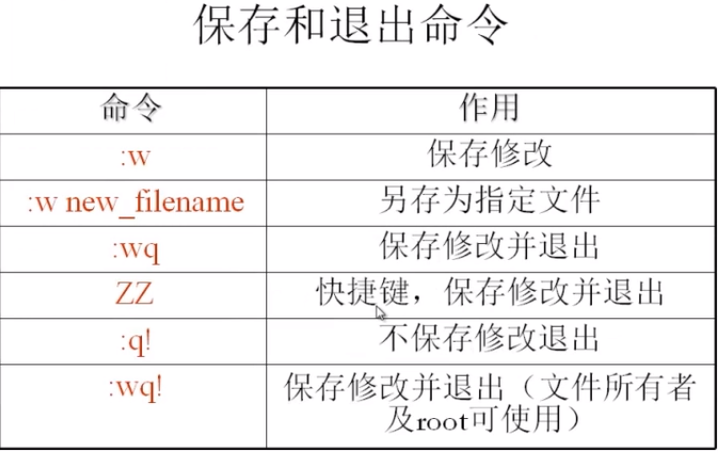 保存和退出命令
命令 作用
:w 保存修改
:w new_filename 另存为指定文件
:wq 保存修改并退出
ZZ 快捷键，保存修改并退出
:q! 不保存修改退出
:wq! 保存修改并退出（文件所有者
及root可使用）